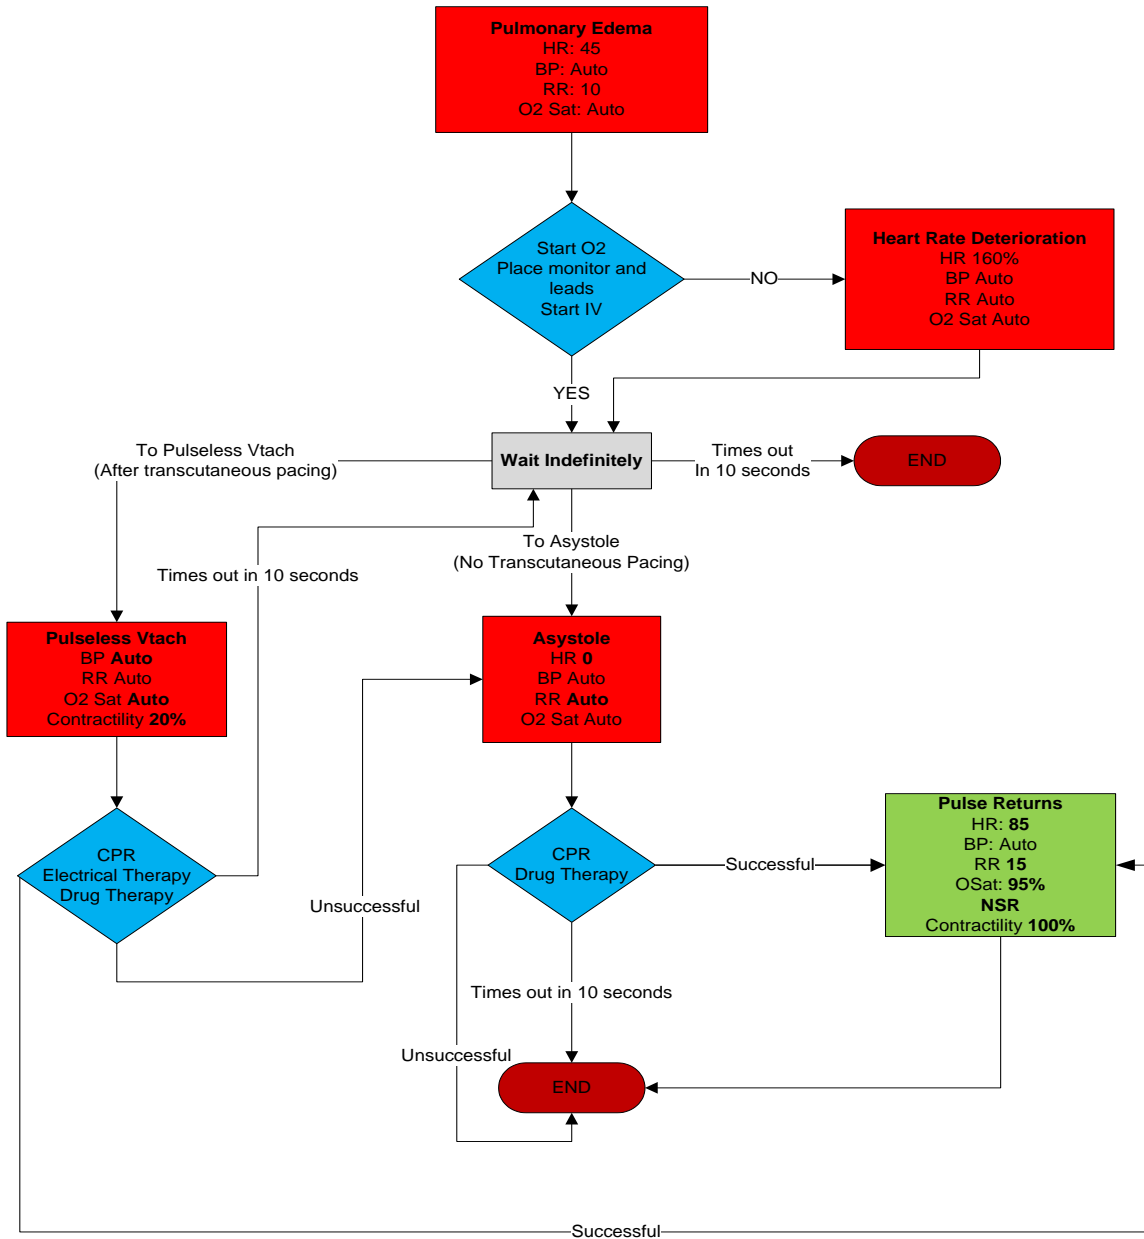 Pulmonary Edema
HR: 45
BP: Auto
RR: 10
O2 Sat: Auto
Start O2
Place monitor and
leads
Start IV
NO
Heart Rate Deterioration
HR 160%
BP Auto
RR Auto
O2 Sat Auto
YES
To Pulseless Vtach
(After transcutaneous pacing)
Wait Indefinitely
Times out
In 10 seconds
END
To Asystole
(No Transcutaneous Pacing)
Times out in 10 seconds
Pulseless Vtach
BP Auto
RR Auto
O2 Sat Auto
Contractility 20%
Asystole
HR 0
BP Auto
RR Auto
O2 Sat Auto
CPR
Electrical Therapy
Drug Therapy
Unsuccessful
CPR
Drug Therapy
Successful
Pulse Returns
HR: 85
BP: Auto
RR 15
OSat: 95%
NSR
Contractility 100%
Times out in 10 seconds
Unsuccessful
END
Successful